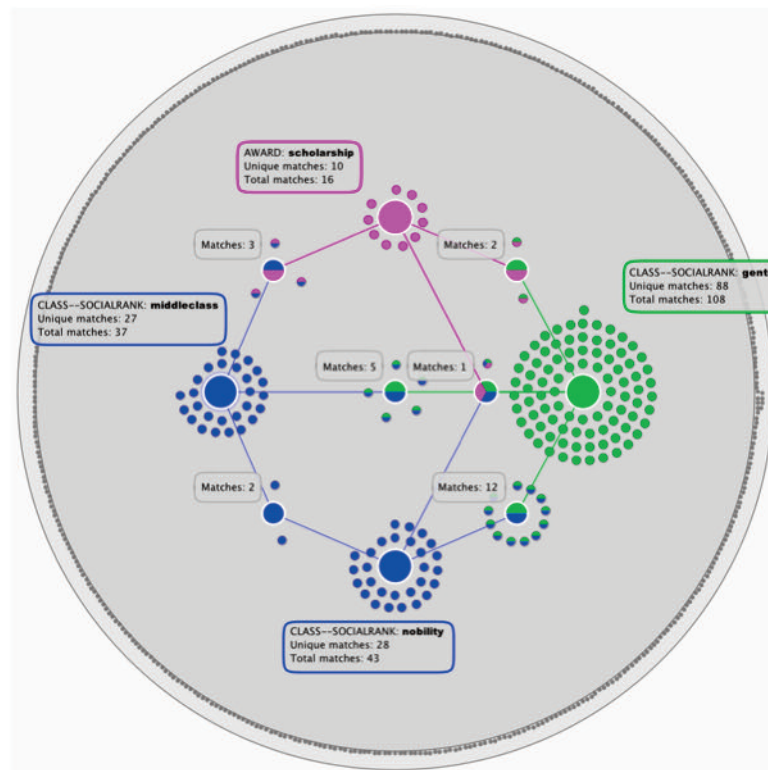 AWARD: scholarship
Unique matches: 10
Total matches: 16
Matches: 3
Matches: 2
CLASS--SOCIALRANK: gent
Unique matches: 88
Total matches: 108
CLASS--SOCIALRANK: middleclass
Unique matches: 27
Total matches: 37
Matches: 5
Matches: 1
Matches: 2
Matches: 12
CLASS--SOCIALRANK: nobility
Unique matches: 28
Total matches: 43